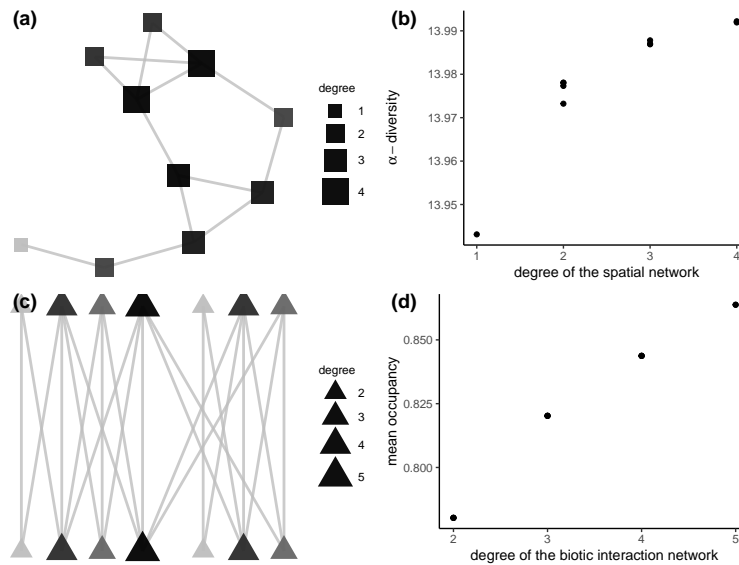 (a)
degree
1
2
3
4
(b)
α − diversity
13.99
13.98
13.97
13.96
13.95
1 2 3 4
degree of the spatial network
(c)
degree
2
3
4
5
(d)
mean occupancy
0.850
0.825
0.800
2 3 4 5
degree of the biotic interaction network